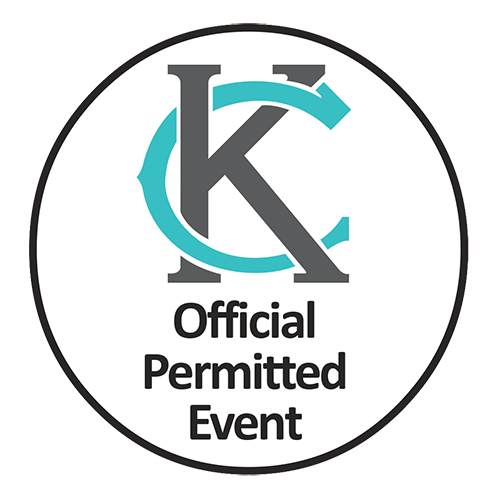 KC
Official
Permitted
Event